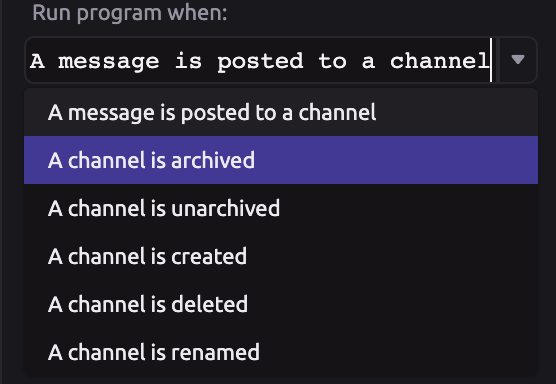 Run program when:
A message is posted to a channel
A message is posted to a channel
A channel is archived
A channel is unarchived
A channel is created
A channel is deleted
A channel is renamed